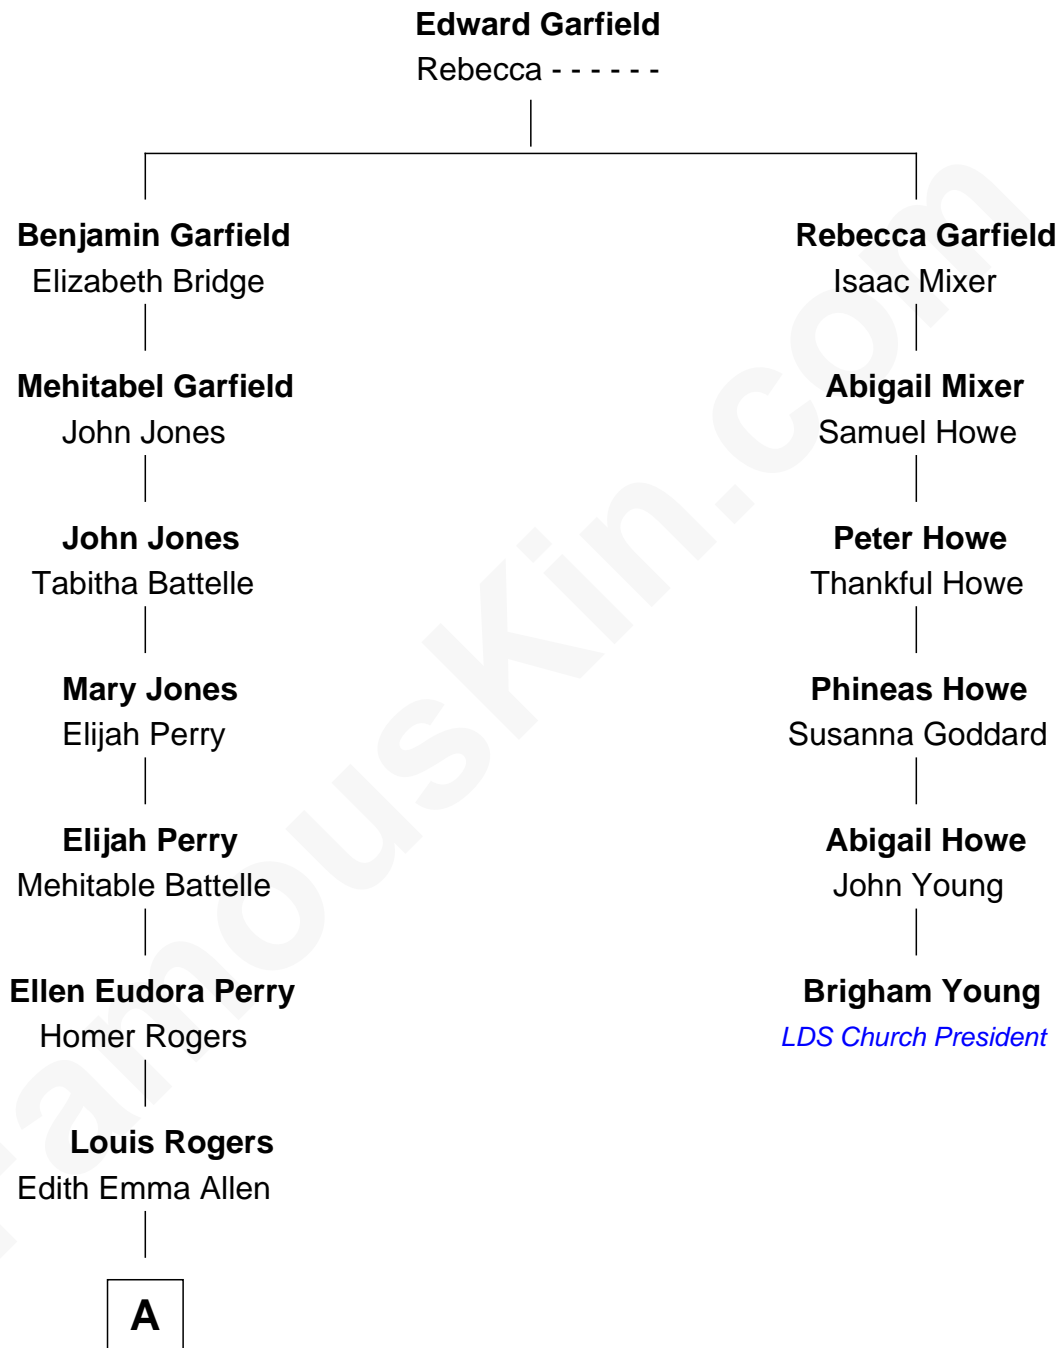 Edward Garfield
Rebecca - - - - - -
Benjamin Garfield
Elizabeth Bridge
Mehitabel Garfield
John Jones
John Jones
Tabitha Battelle
Mary Jones
Elijah Perry
Elijah Perry
Mehitable Battelle
Ellen Eudora Perry
Homer Rogers
Louis Rogers
Edith Emma Allen
A
Rebecca Garfield
Isaac Mixer
Abigail Mixer
Samuel Howe
Peter Howe
Thankful Howe
Phineas Howe
Susanna Goddard
Abigail Howe
John Young
Brigham Young
LDS Church President
FamousKin.com